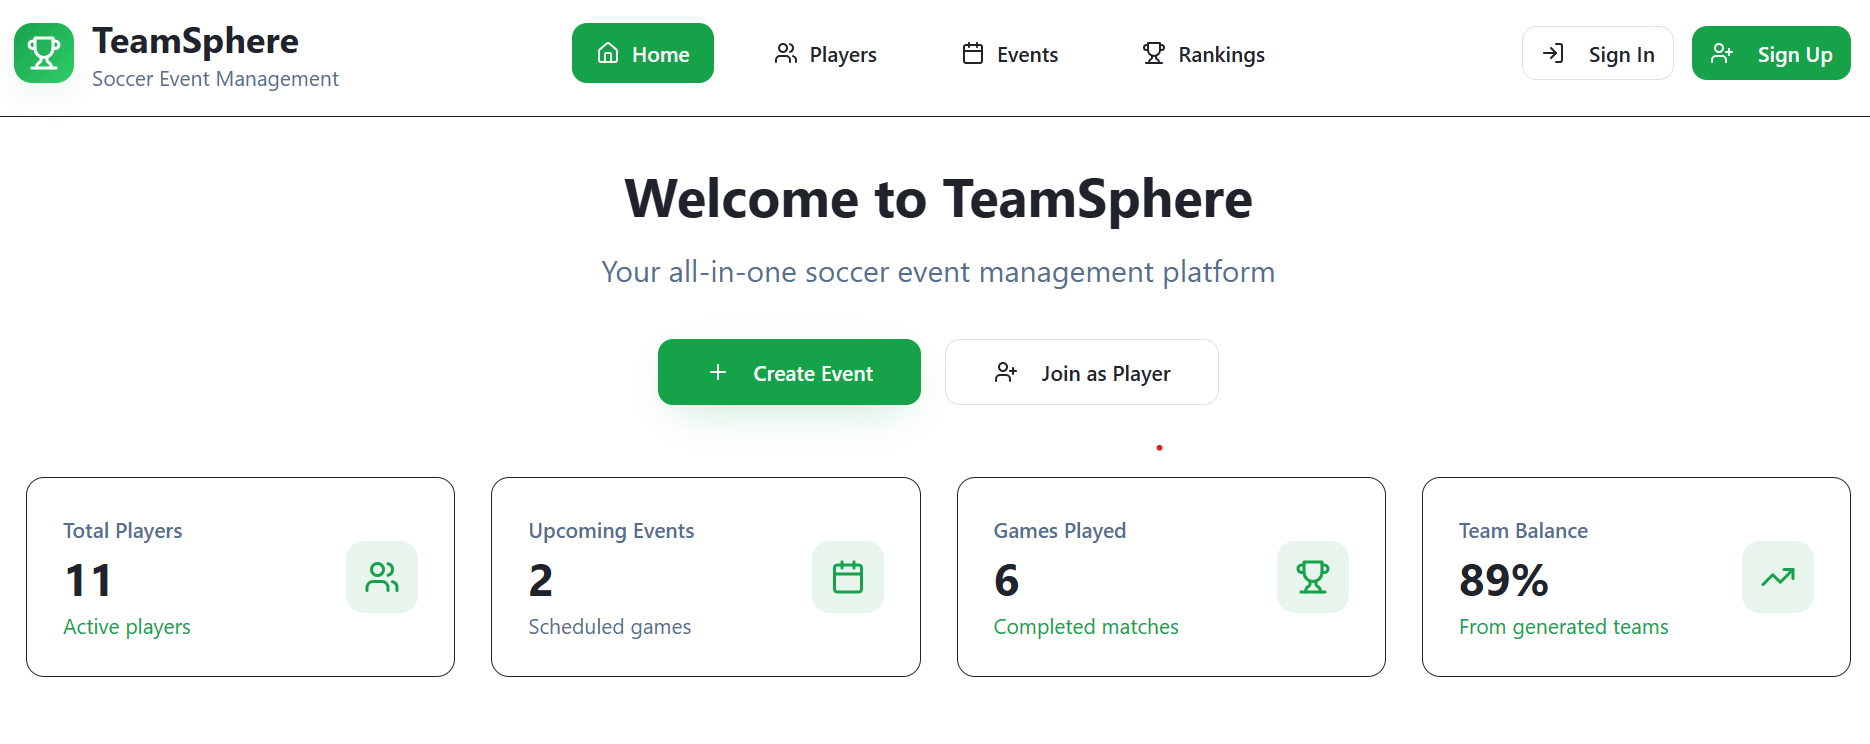 TeamSphere
Soccer Event Management
Home
Players
Events
Rankings
Sign In
Sign Up
Welcome to TeamSphere
Your all-in-one soccer event management platform
Create Event
Join as Player
Total Players
11
Active players
Upcoming Events
2
Scheduled games
Games Played
6
Completed matches
Team Balance
89%
From generated teams